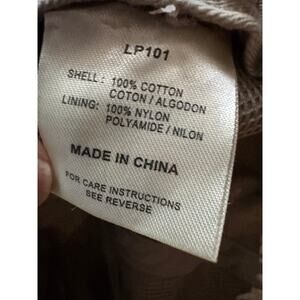 LP101
SHELL: 100% COTTON
COTON / ALGODON
LINING: 100% NYLON
POLYAMIDE / NILON
MADE IN CHINA
FOR CARE INSTRUCTIONS
SEE REVERSE